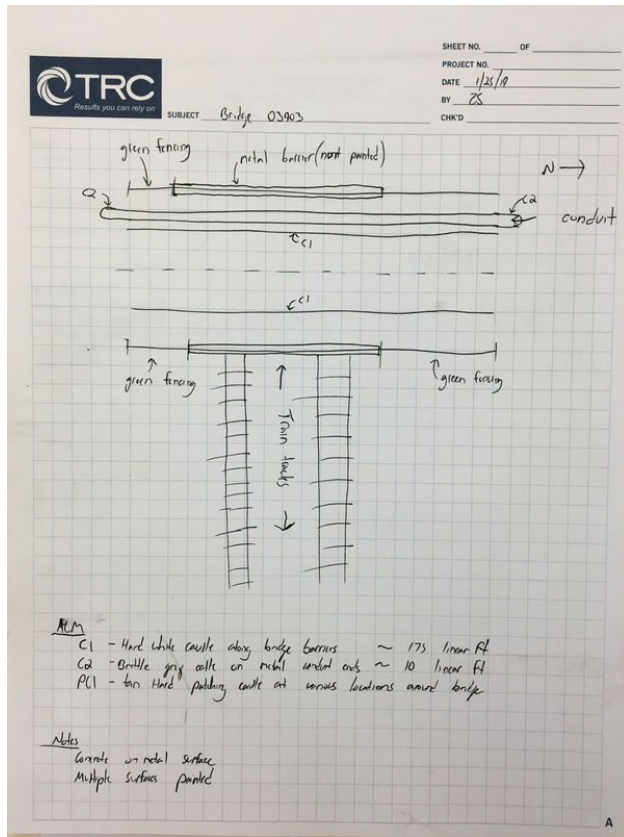 SHEET NO. OF
PROJECT NO.
DATE 1/25/19
BY ZS
CHK'D
TRC
Results you can rely on
SUBJECT Bridge 03903
green fencing
metal barrier (not painted)
N
C2
C2
conduit
C1
C1
green fencing
green fencing
Train tracks
ACM
C1 - Hard white caulk along bridge barriers ~ 175 linear ft
C2 - Brittle grey caulk on metal conduit ends ~ 10 linear ft
PC1 - tan Hard patching caulk at various locations around bridge
Notes
Concrete on metal surface
Multiple surfaces painted
A